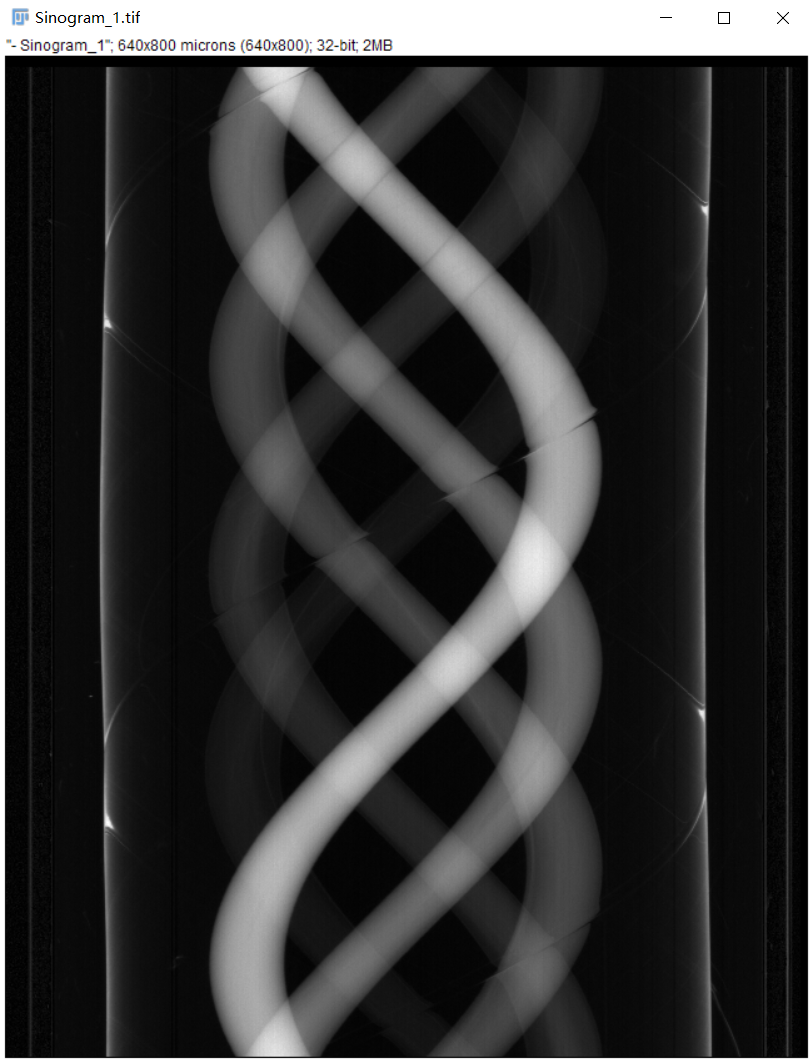 Sinogram_1.tif
"- Sinogram_1"; 640x800 microns (640x800); 32-bit; 2MB